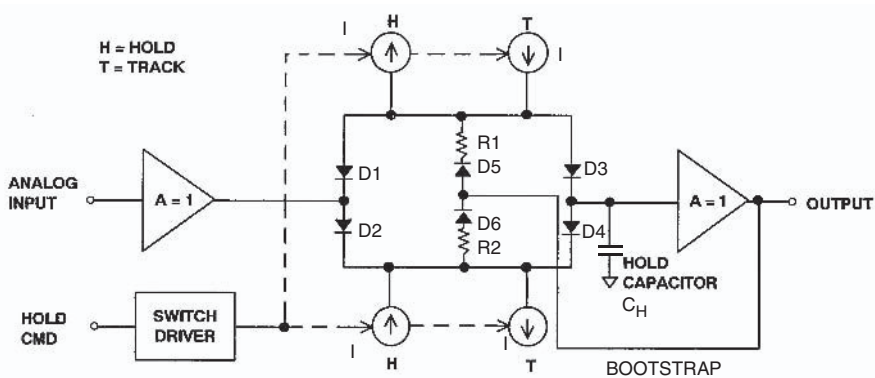 H = HOLD
T = TRACK
I
H
T
I
R1
D5
D1
D3
ANALOG
INPUT
A = 1
D2
D6
R2
D4
A = 1
OUTPUT
HOLD
CAPACITOR
CH
HOLD
CMD
SWITCH
DRIVER
I
H
I
T
BOOTSTRAP